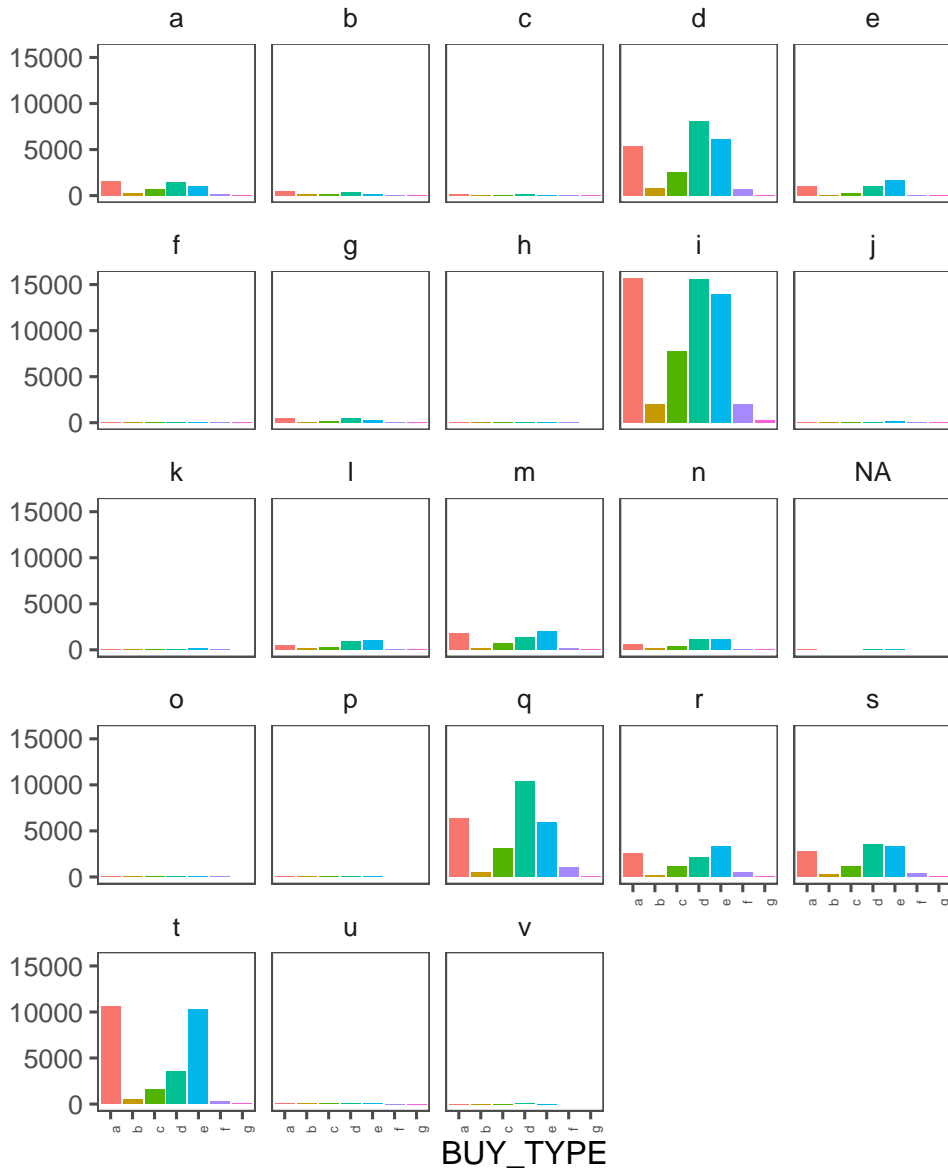 a b c d e
15000
10000
5000
0
f g h i j
15000
10000
5000
0
k l m n NA
15000
10000
5000
0
o p q r s
15000
10000
5000
0
a b c d e f g a b c d e f g
t u v
15000
10000
5000
0
a b c d e f g a b c d e f g a b c d e f g
BUY_TYPE